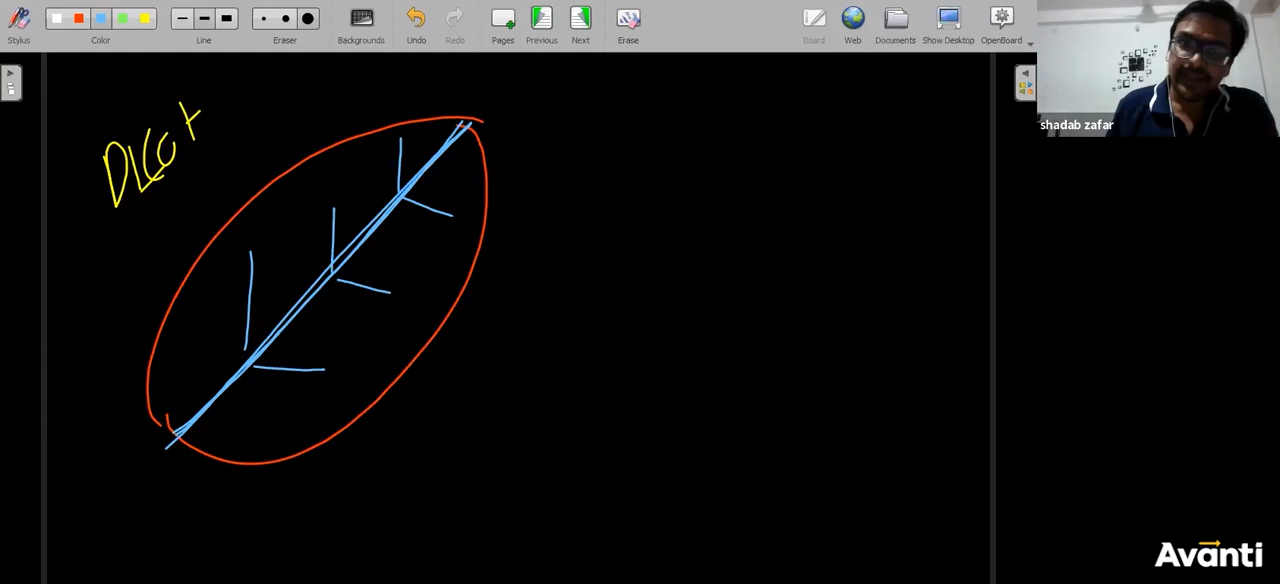 Stylus
Color
Line
Eraser
Backgrounds
Undo
Redo
Pages
Previous
Next
Erase
Board
Web
Documents
Show Desktop
OpenBoard
shadab zafar
Dicot
Avanti